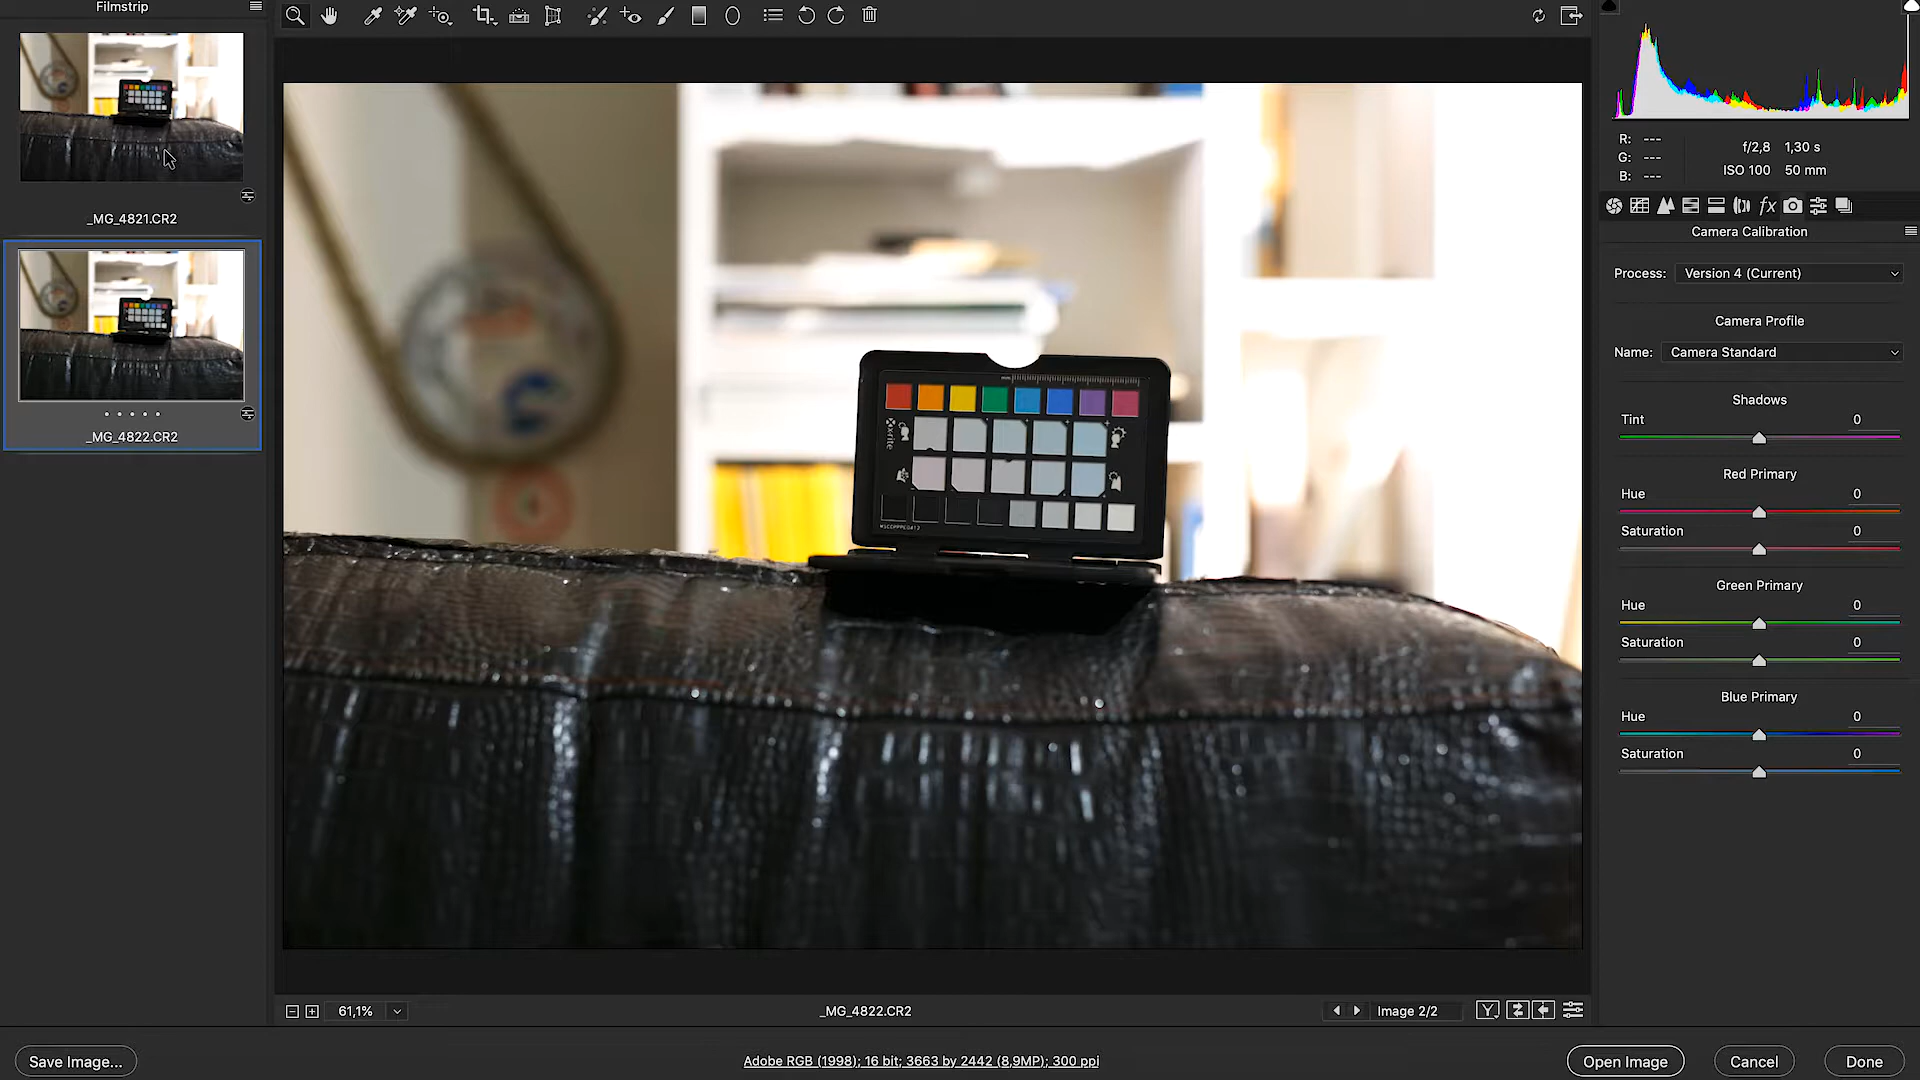 Filmstrip
_MG_4821.CR2
_MG_4822.CR2
x-rite
R: ---
G: ---
B: ---
f/2,8 1,30 s
ISO 100 50 mm
fx
Camera Calibration
Process: Version 4 (Current)
Camera Profile
Name: Camera Standard
Shadows
Tint 0
Red Primary
Hue 0
Saturation 0
Green Primary
Hue 0
Saturation 0
Blue Primary
Hue 0
Saturation 0
61,1%
_MG_4822.CR2
Image 2/2
Y
Save Image...
Adobe RGB (1998); 16 bit; 3663 by 2442 (8,9MP); 300 ppi
Open Image
Cancel
Done